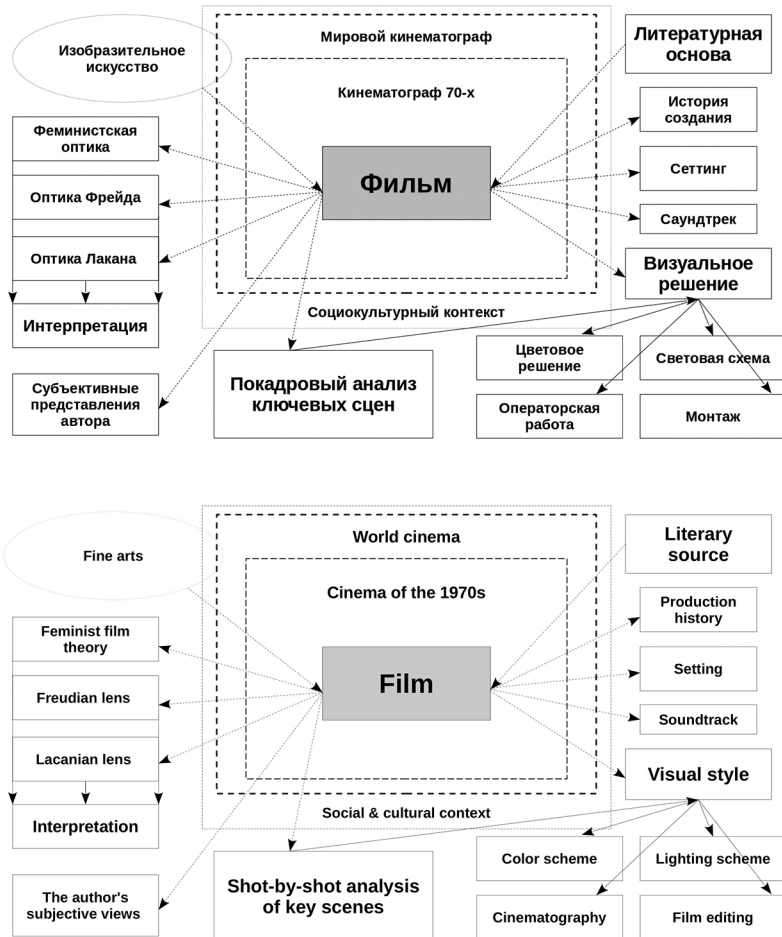 Изобразительное
искусство
Мировой кинематограф
Литературная
основа
Кинематограф 70-х
История
создания
Феминистская
оптика
Фильм
Сеттинг
Оптика Фрейда
Саундтрек
Оптика Лакана
Визуальное
решение
Интерпретация
Социокультурный контекст
Цветовое
решение
Световая схема
Субъективные
представления
автора
Покадровый анализ
ключевых сцен
Операторская
работа
Монтаж
Fine arts
World cinema
Literary
source
Cinema of the 1970s
Production
history
Feminist film
theory
Film
Setting
Freudian lens
Soundtrack
Lacanian lens
Visual style
Interpretation
Social & cultural context
Color scheme
Lighting scheme
The author's
subjective views
Shot-by-shot analysis
of key scenes
Cinematography
Film editing